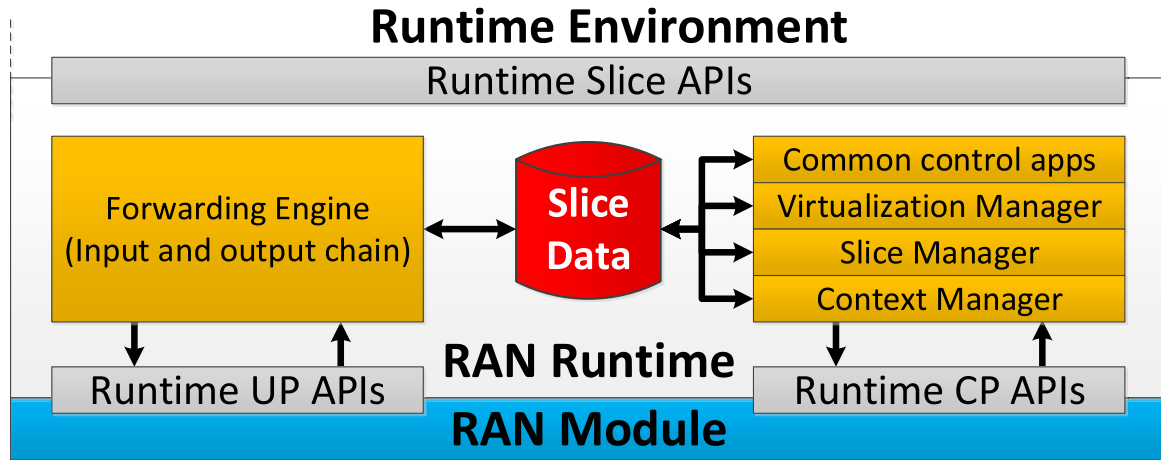 Runtime Environment
Runtime Slice APIs
Forwarding Engine
(Input and output chain)
Slice
Data
Common control apps
Virtualization Manager
Slice Manager
Context Manager
RAN Runtime
Runtime UP APIs
Runtime CP APIs
RAN Module